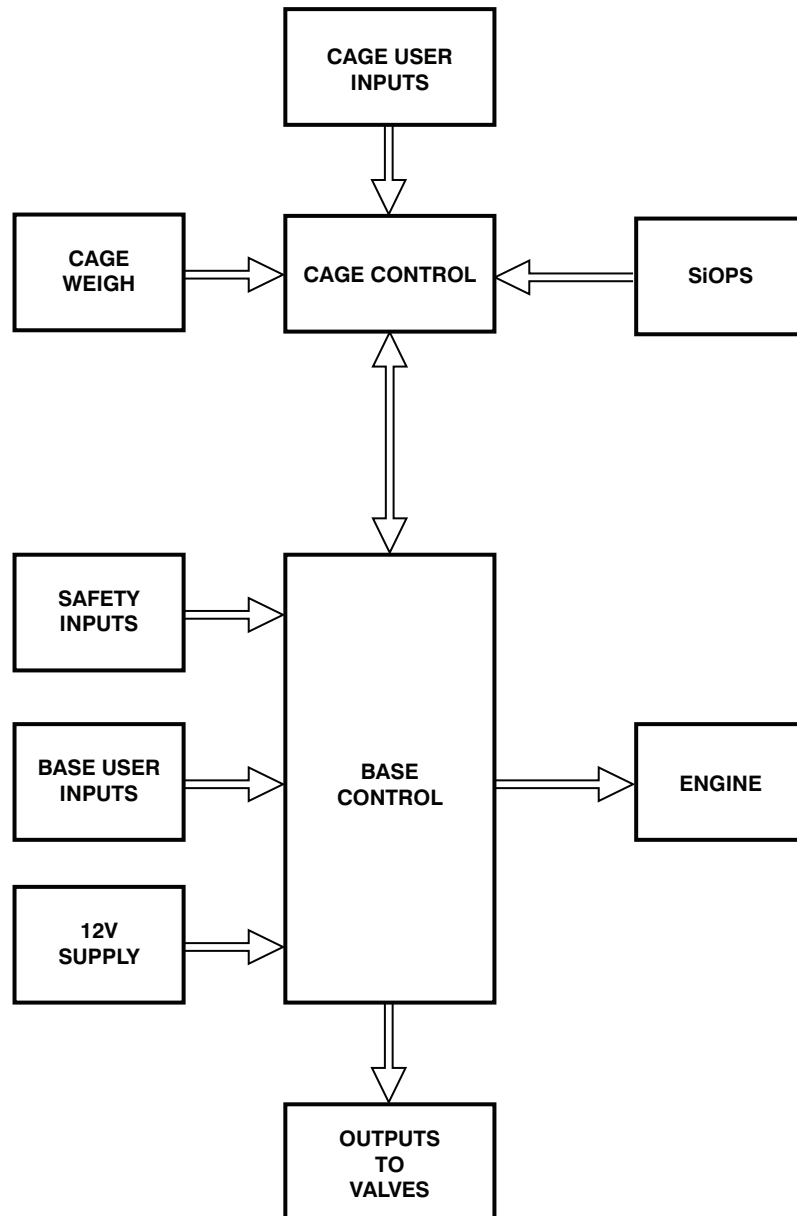 CAGE USER
INPUTS
CAGE
WEIGH
CAGE CONTROL
SiOPS
SAFETY
INPUTS
BASE USER
INPUTS
BASE
CONTROL
ENGINE
12V
SUPPLY
OUTPUTS
TO
VALVES